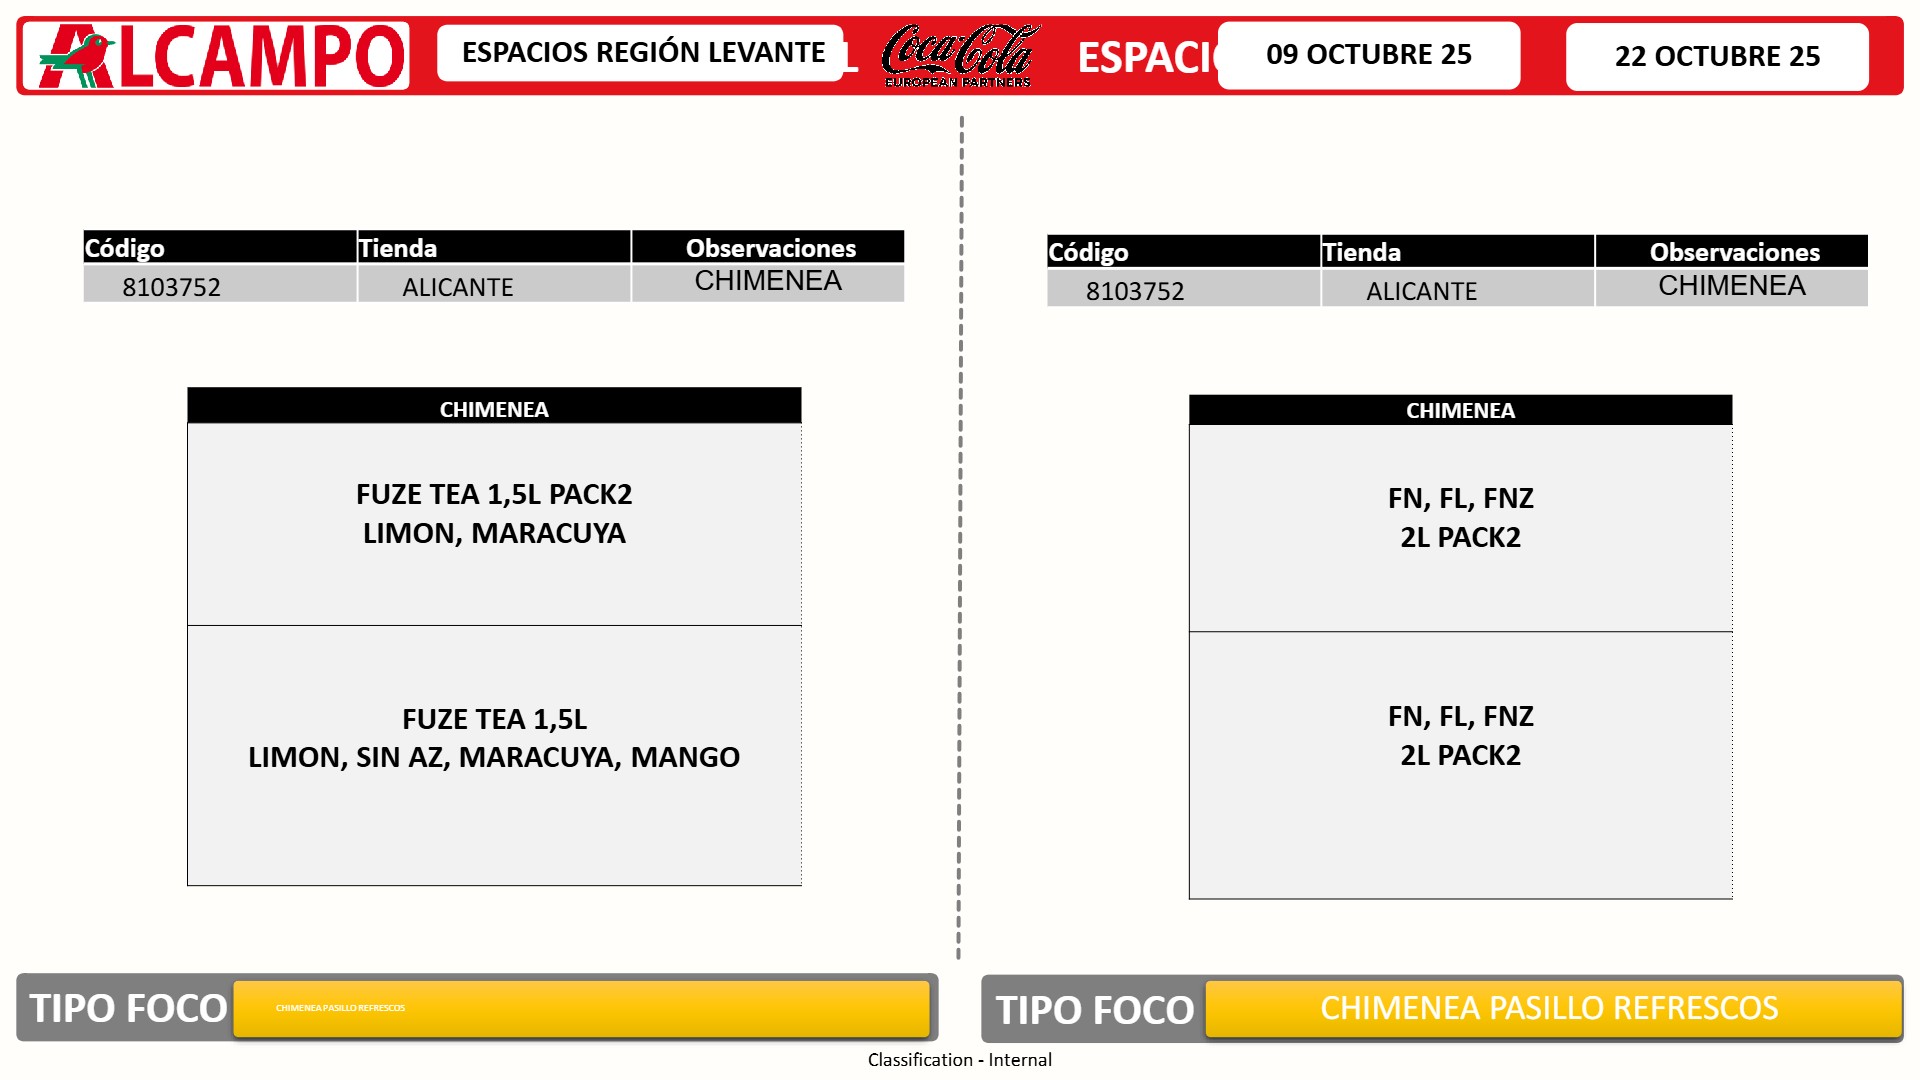 ALCAMPO
ESPACIOS REGIÓN LEVANTE
L
Coca-Cola
EUROPEAN PARTNERS
ESPACI
09 OCTUBRE 25
22 OCTUBRE 25
Código Tienda Observaciones
8103752 ALICANTE CHIMENEA
CHIMENEA
FUZE TEA 1,5L PACK2
LIMON, MARACUYA
FUZE TEA 1,5L
LIMON, SIN AZ, MARACUYA, MANGO
TIPO FOCO CHIMENEA PASILLO REFRESCOS
Código Tienda Observaciones
8103752 ALICANTE CHIMENEA
CHIMENEA
FN, FL, FNZ
2L PACK2
FN, FL, FNZ
2L PACK2
TIPO FOCO CHIMENEA PASILLO REFRESCOS
Classification - Internal